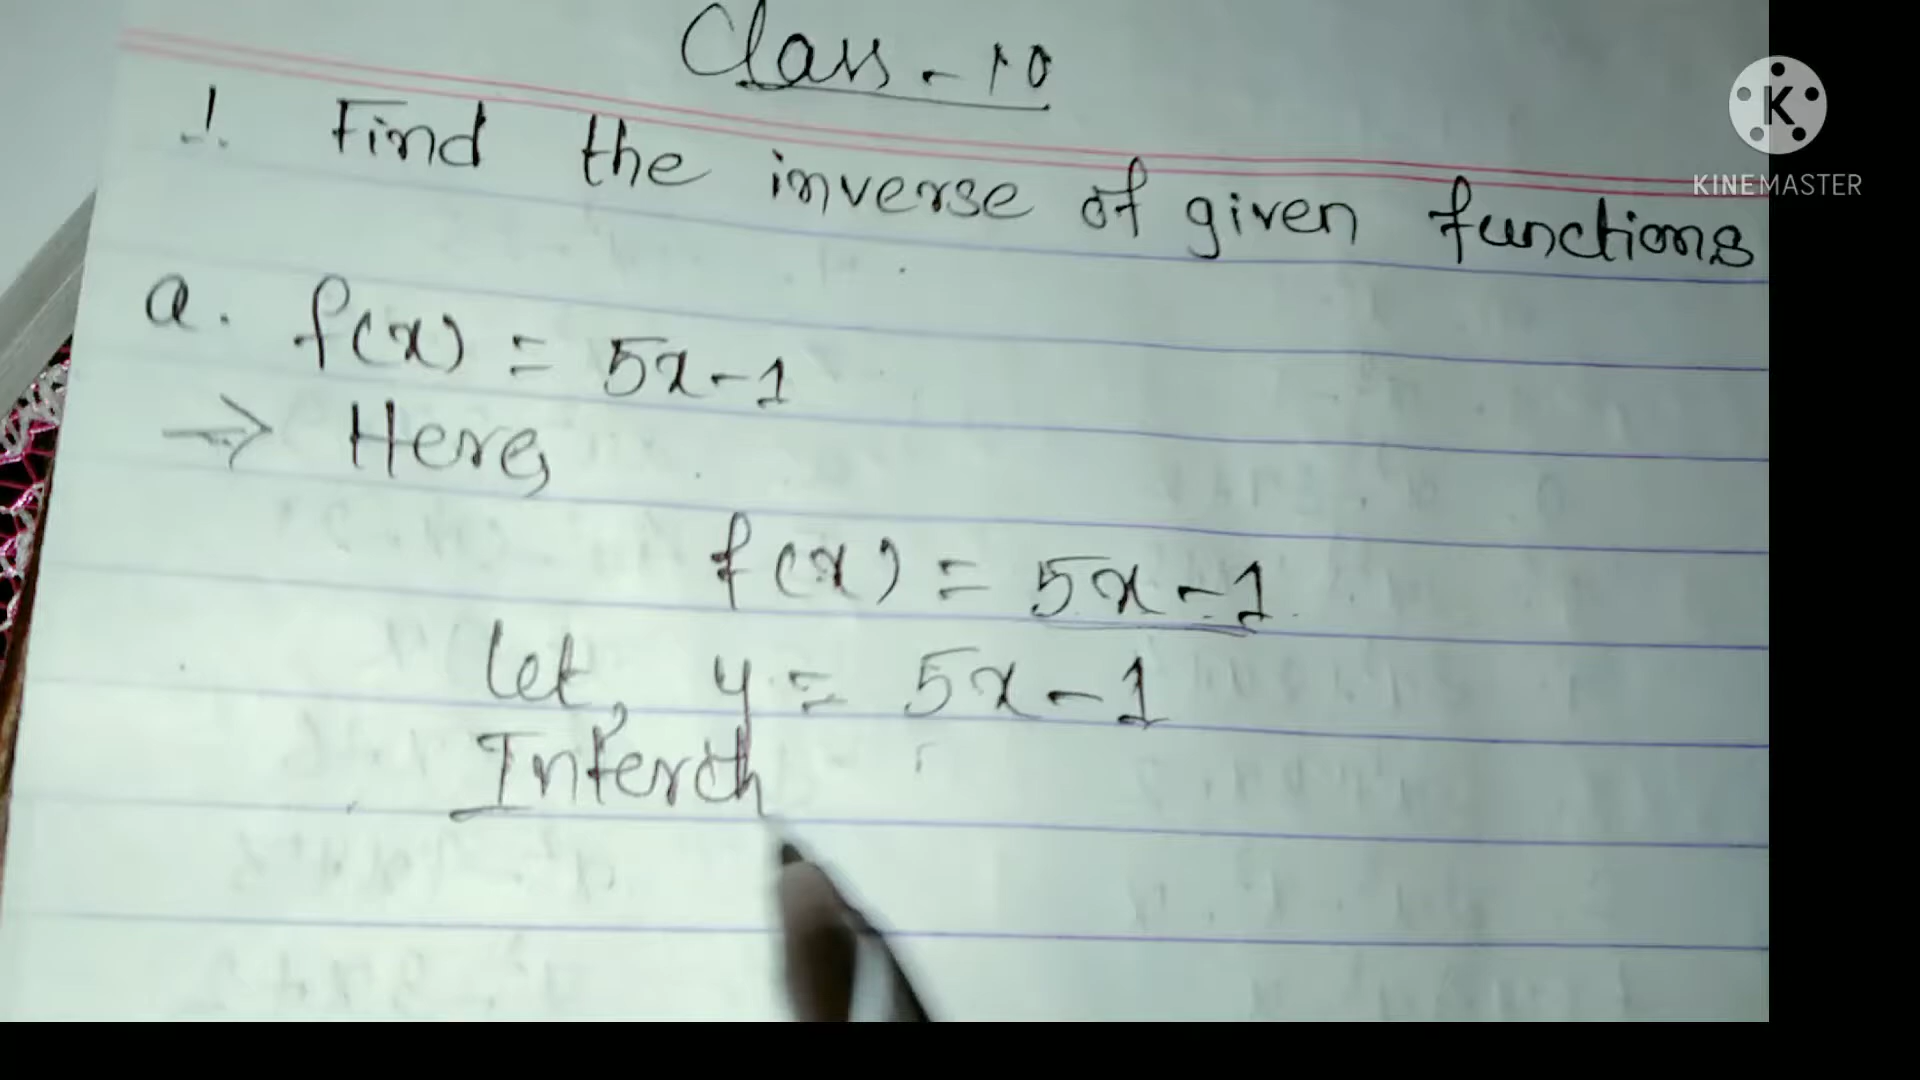 Class - 10
1. Find the inverse of given functions
a. f(x) = 5x-1
⇒ Here,
f(x) = 5x-1
let, y = 5x-1
Interch
K
KINEMASTER